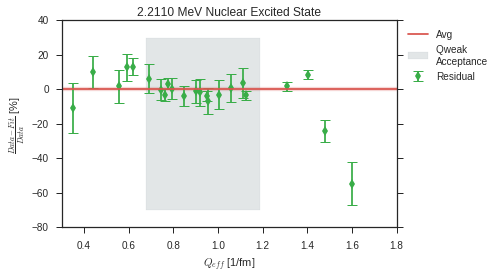 2.2110 MeV Nuclear Excited State
40
20
0
−20
−40
−60
−80
Data − Fit / Data [%]
0.4 0.6 0.8 1.0 1.2 1.4 1.6 1.8
Q_eff [1/fm]
Avg
Qweak
Acceptance
Residual